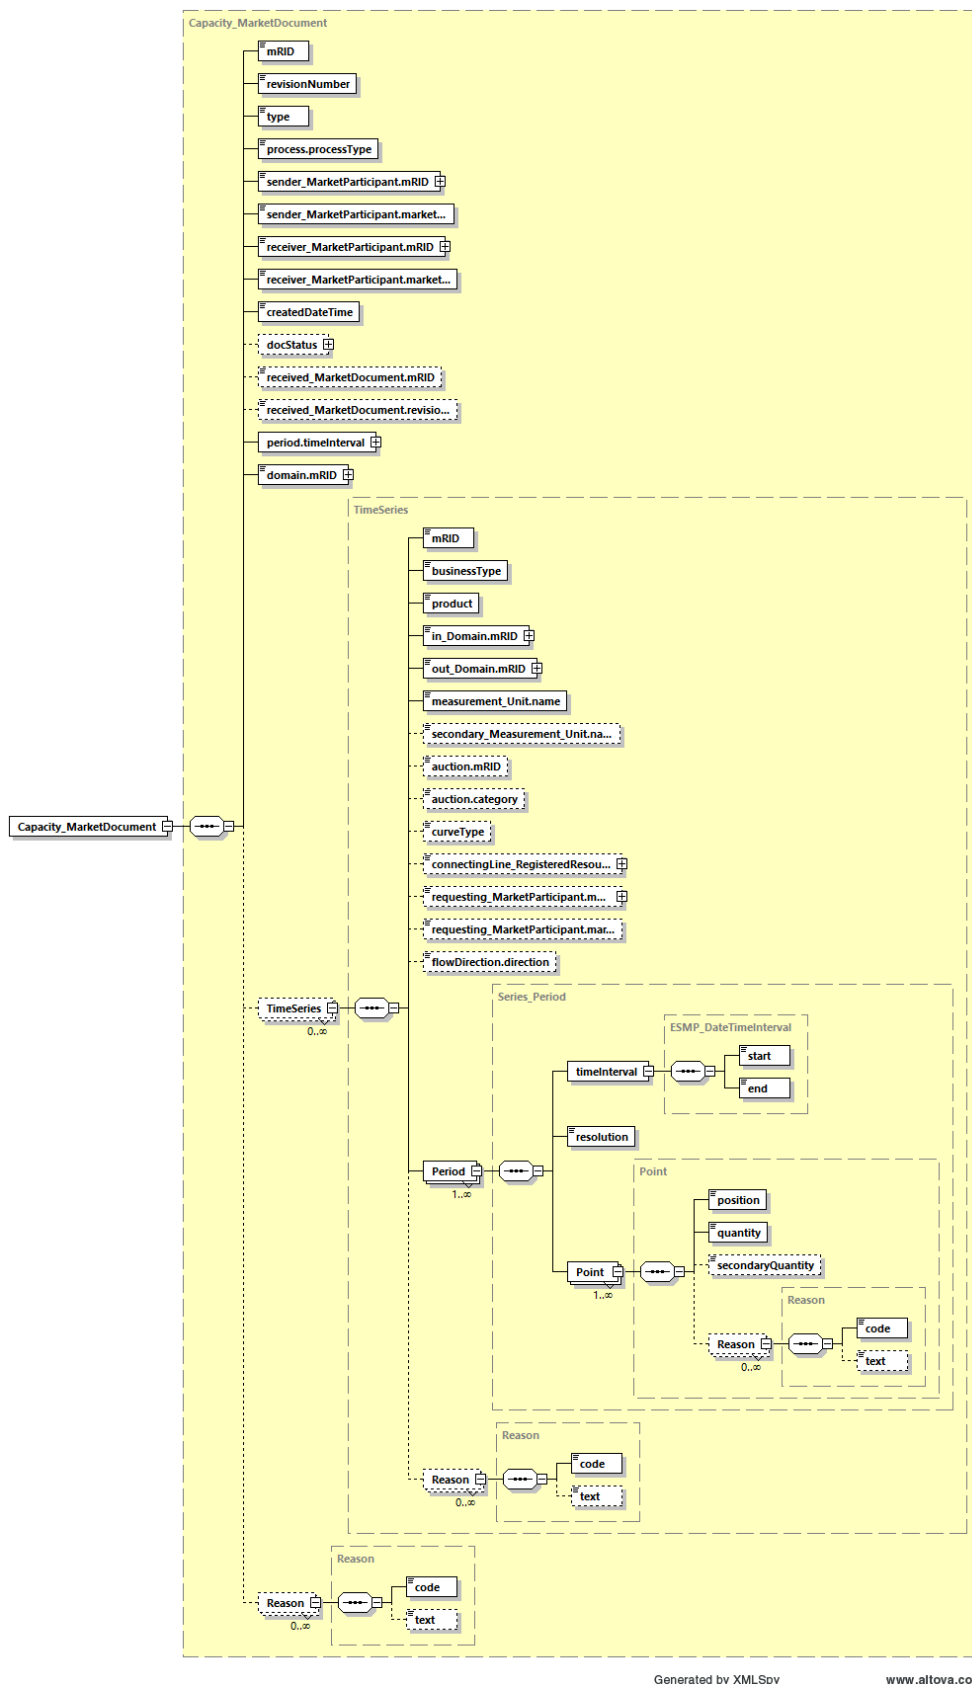 Capacity_MarketDocument
mRID
revisionNumber
type
process.processType
sender_MarketParticipant.mRID
sender_MarketParticipant.market...
receiver_MarketParticipant.mRID
receiver_MarketParticipant.market...
createdDateTime
docStatus
received_MarketDocument.mRID
received_MarketDocument.revisio...
period.timeInterval
domain.mRID
TimeSeries
mRID
businessType
product
in_Domain.mRID
out_Domain.mRID
measurement_Unit.name
secondary_Measurement_Unit.na...
auction.mRID
auction.category
Capacity_MarketDocument
curveType
connectingLine_RegisteredResou...
requesting_MarketParticipant.m...
requesting_MarketParticipant.mar...
flowDirection.direction
Series_Period
TimeSeries
0..∞
ESMP_DateTimeInterval
start
timeInterval
end
resolution
Period
1..∞
Point
position
quantity
secondaryQuantity
Point
1..∞
Reason
code
Reason
0..∞
text
Reason
code
Reason
0..∞
text
Reason
code
Reason
0..∞
text
Generated by XMLSpy www.altova.co